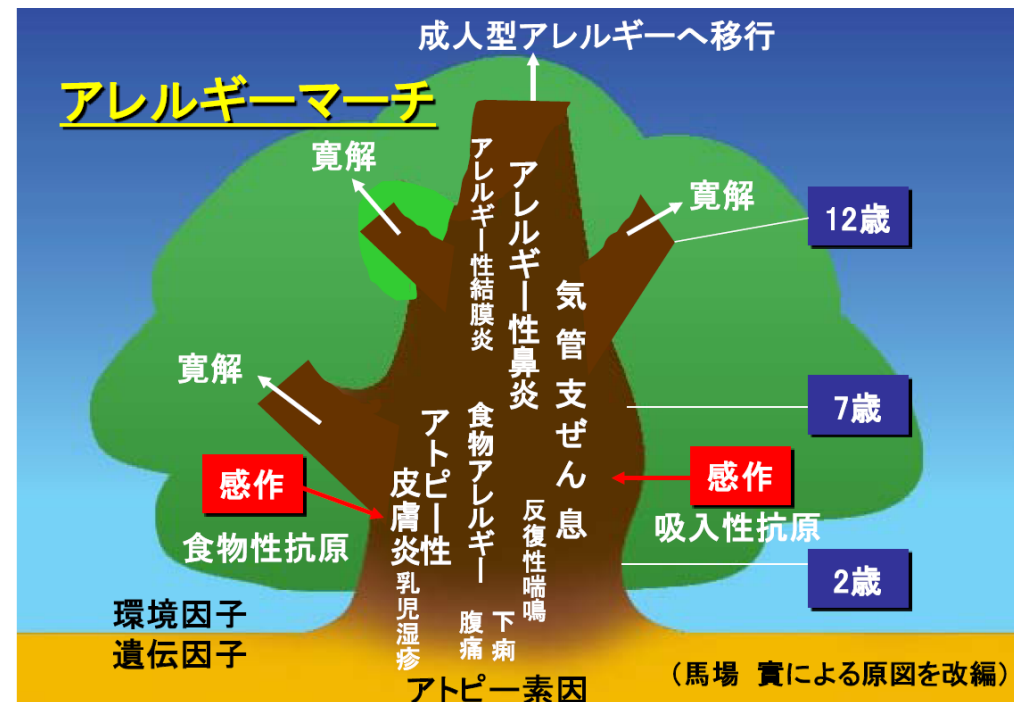 成人型アレルギーへ移行
アレルギーマーチ
寛解
寛解
12歳
アレルギー性結膜炎
アレルギー性鼻炎
気管支ぜん息
寛解
7歳
アトピー性
皮膚炎
食物アレルギー
感作
食物性抗原
感作
吸入性抗原
反復性喘鳴
2歳
乳児湿疹
腹痛
下痢
環境因子
遺伝因子
アトピー素因
（馬場　實による原図を改編）